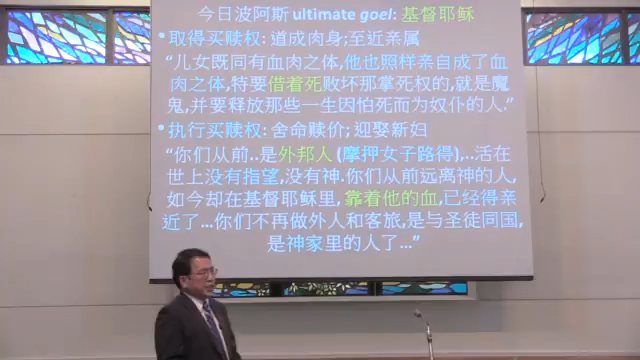 今日波阿斯 ultimate goel: 基督耶稣
• 取得买赎权: 道成肉身;至近亲属
“儿女既同有血肉之体,他也照样亲自成了血
肉之体,特要借着死败坏那掌死权的,就是魔
鬼,并要释放那些一生因怕死而为奴仆的人.”
• 执行买赎权: 舍命赎价; 迎娶新妇
“你们从前..是外邦人 (摩押女子路得),..活在
世上没有指望,没有神.你们从前远离神的人,
如今却在基督耶稣里, 靠着他的血,已经得亲
近了...你们不再做外人和客旅,是与圣徒同国,
是神家里的人了...”